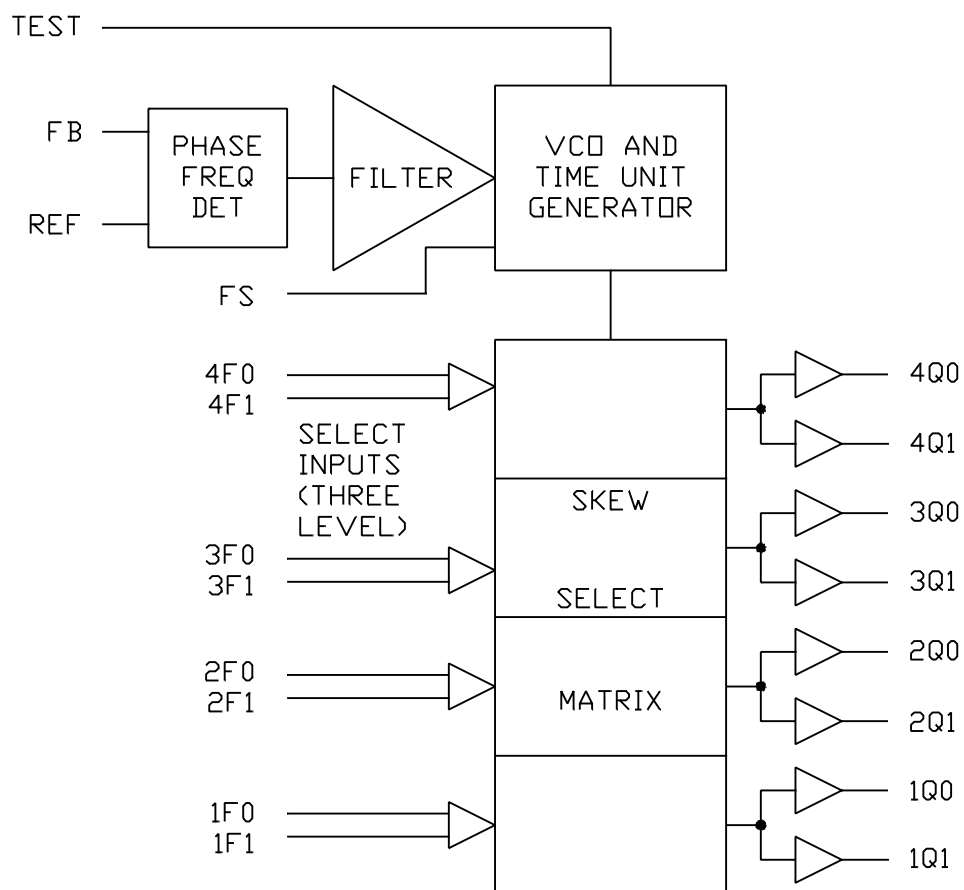 TEST
FB
REF
PHASE
FREQ
DET
FILTER
VCO AND
TIME UNIT
GENERATOR
FS
4F0
4F1
SELECT
INPUTS
(THREE
LEVEL)
3F0
3F1
2F0
2F1
1F0
1F1
SKEW
SELECT
MATRIX
4Q0
4Q1
3Q0
3Q1
2Q0
2Q1
1Q0
1Q1